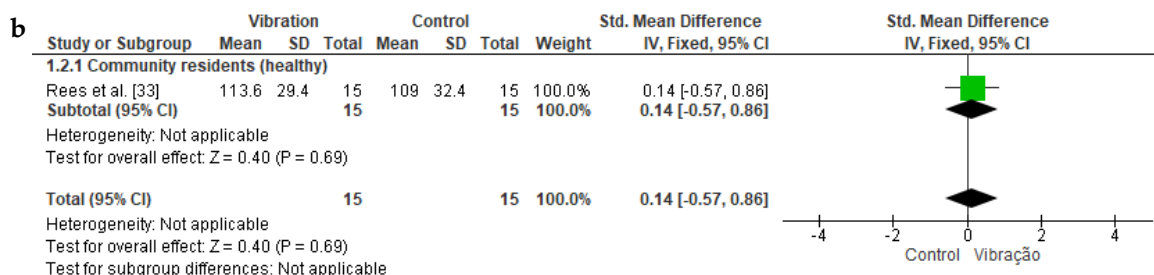 b
Vibration Control Std. Mean Difference Std. Mean Difference
Study or Subgroup Mean SD Total Mean SD Total Weight IV, Fixed, 95% CI IV, Fixed, 95% CI
1.2.1 Community residents (healthy)
Rees et al. [33] 113.6 29.4 15 109 32.4 15 100.0% 0.14 [-0.57, 0.86]
Subtotal (95% CI) 15 15 100.0% 0.14 [-0.57, 0.86]
Heterogeneity: Not applicable
Test for overall effect: Z = 0.40 (P = 0.69)
Total (95% CI) 15 15 100.0% 0.14 [-0.57, 0.86]
Heterogeneity: Not applicable
Test for overall effect: Z = 0.40 (P = 0.69)
Test for subgroup differences: Not applicable
-4 -2 0 2 4
Control Vibração